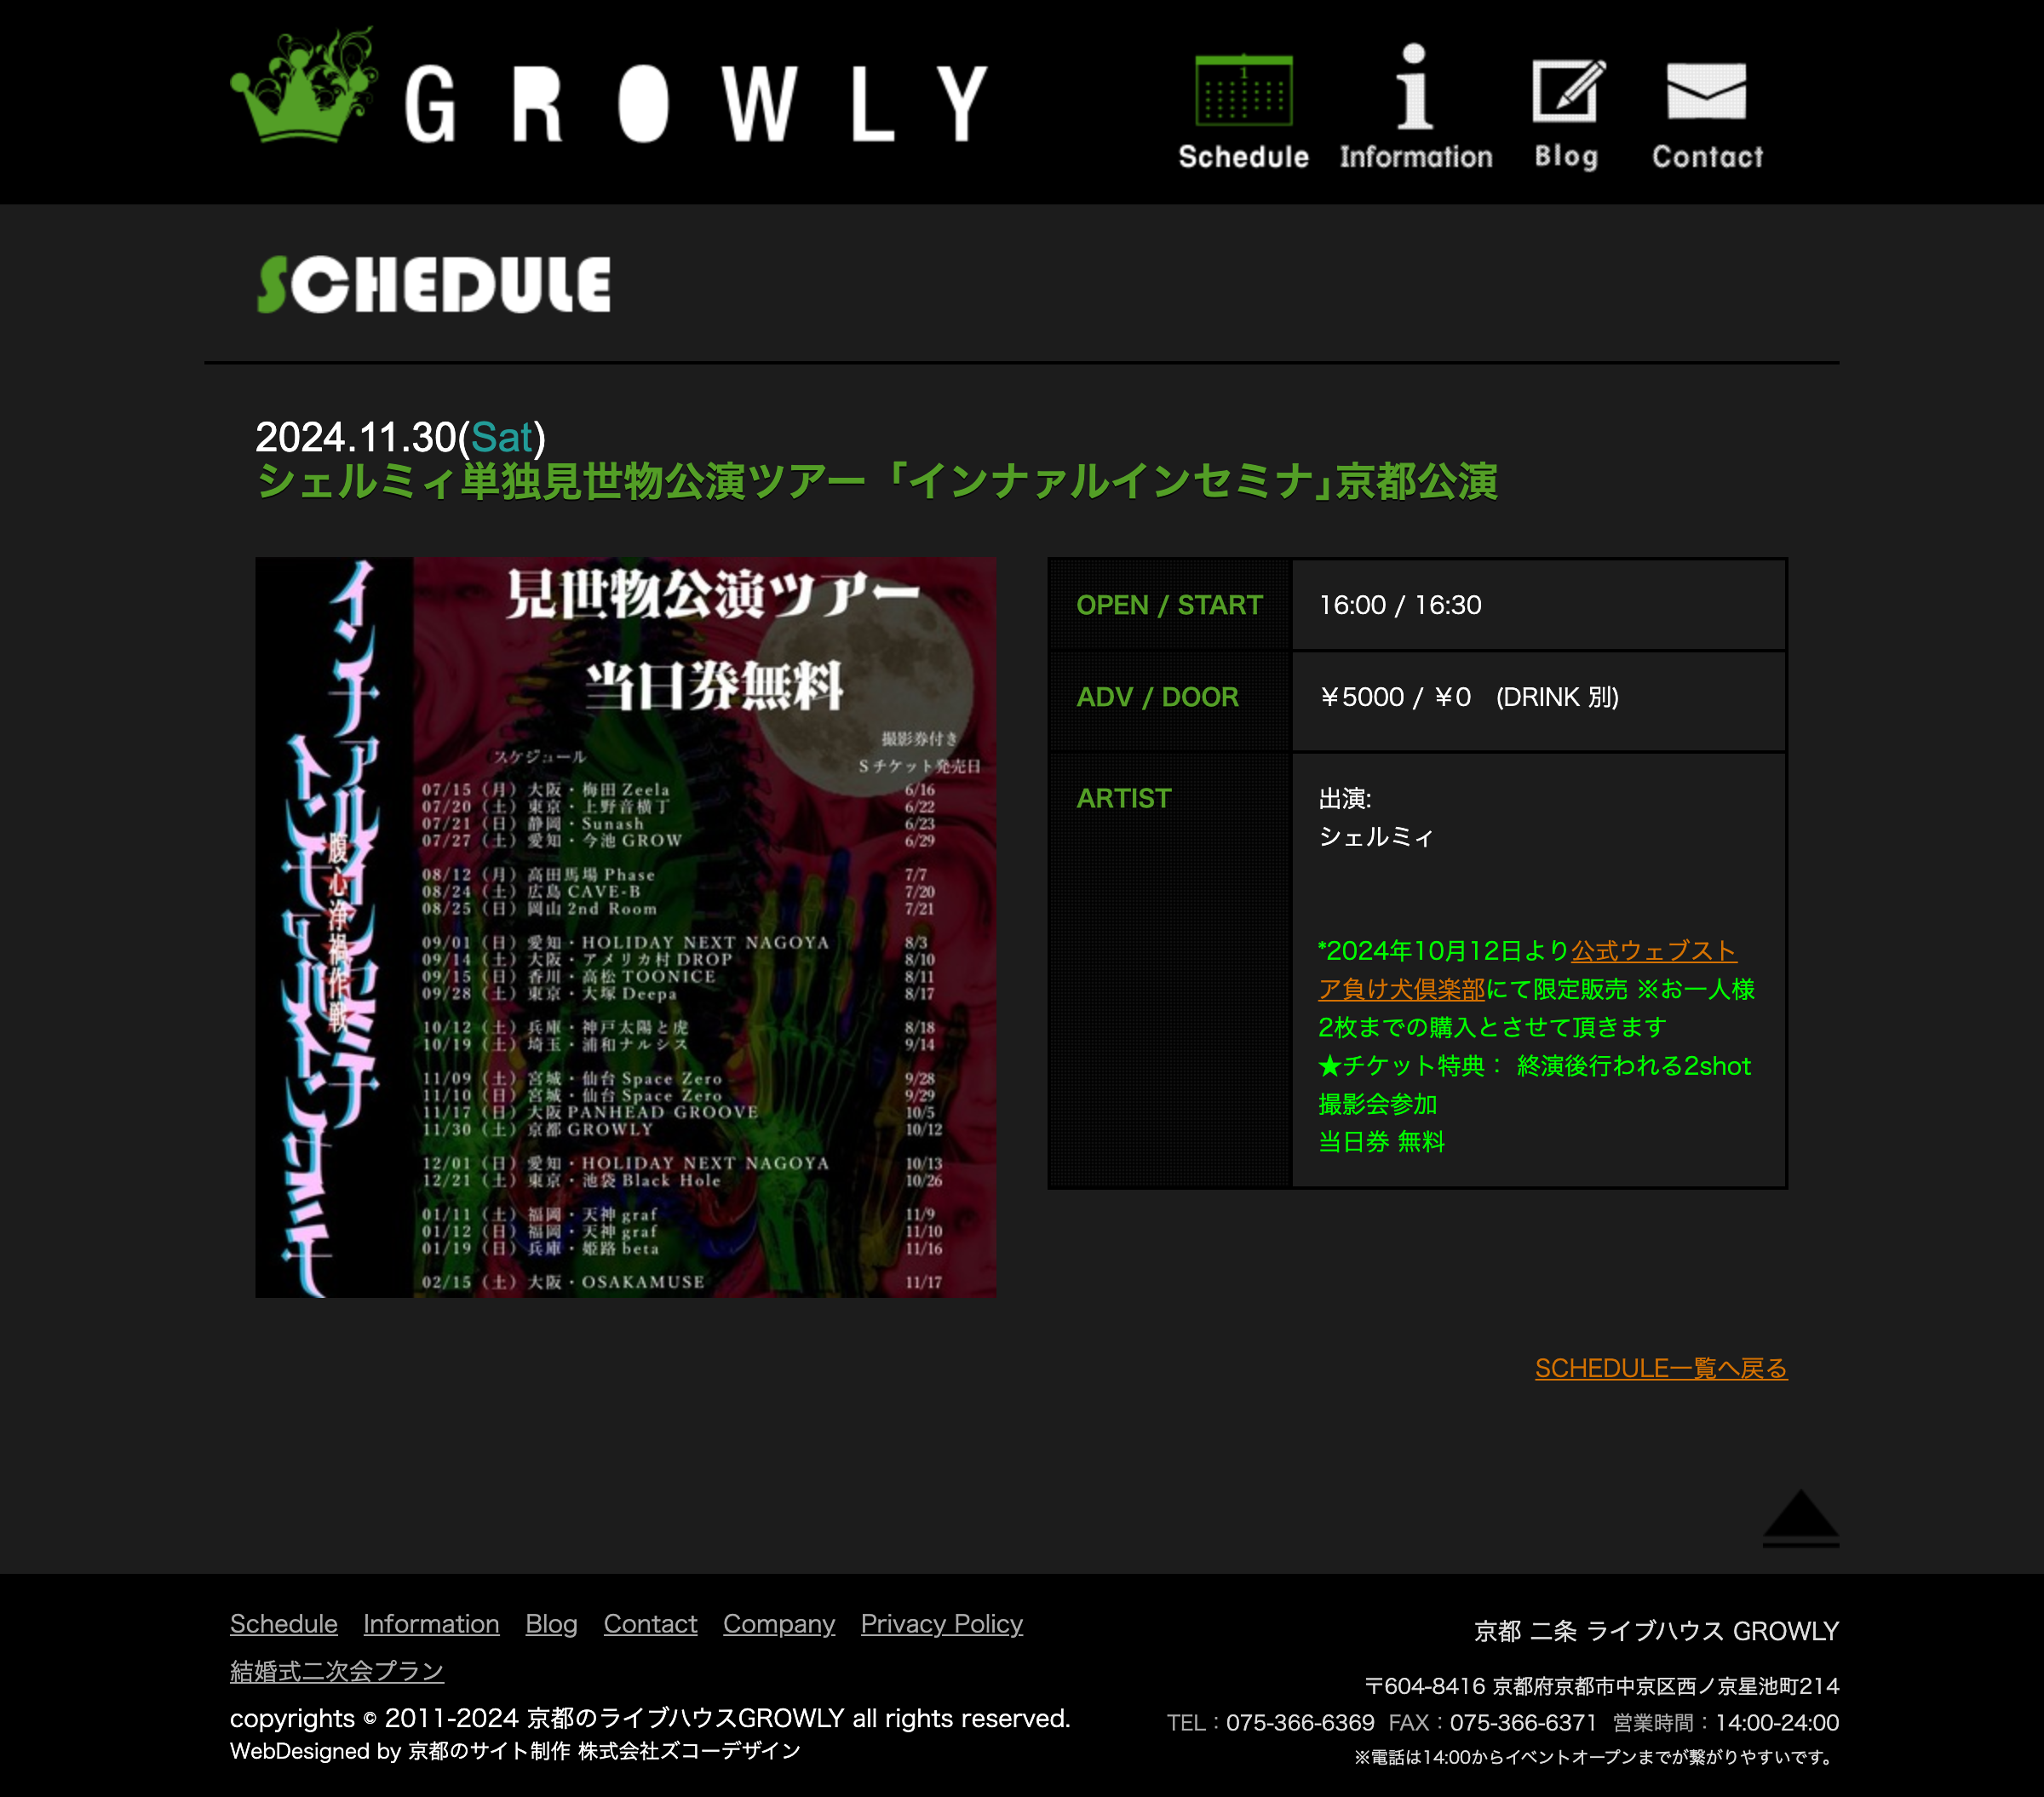 GROWLY
Schedule
Information
Blog
Contact
SCHEDULE
2024.11.30(Sat)
シェルミィ単独見世物公演ツアー「インナァルインセミナ」京都公演
見世物公演ツアー
当日券無料
撮影券付き
スケジュール
Sチケット発売日
07/15（月）大阪・梅田 Zeela 6/16
07/20（土）東京・上野音横丁 6/22
07/21（日）静岡・Sunash 6/23
07/27（土）愛知・今池 GROW 6/29
08/12（月）高田馬場 Phase 7/7
08/24（土）広島 CAVE-B 7/20
08/25（日）岡山 2nd Room 7/21
09/01（日）愛知・HOLIDAY NEXT NAGOYA 8/3
09/14（土）大阪・アメリカ村 DROP 8/10
09/15（日）香川・高松 TOONICE 8/11
09/28（土）東京・大塚 Deepa 8/17
10/12（土）兵庫・神戸太陽と虎 8/18
10/19（土）埼玉・浦和ナルシス 9/14
11/09（土）宮城・仙台 Space Zero 9/28
11/10（日）宮城・仙台 Space Zero 9/29
11/17（日）大阪 PANHEAD GROOVE 10/5
11/30（土）京都 GROWLY 10/12
12/01（日）愛知・HOLIDAY NEXT NAGOYA 10/13
12/21（土）東京・池袋 Black Hole 10/26
01/11（土）福岡・天神 graf 11/9
01/12（日）福岡・天神 graf 11/10
01/19（日）兵庫・姫路 beta 11/16
02/15（土）大阪・OSAKAMUSE 11/17
インナァルインセミナ
腹心浄禍作戦
OPEN / START
16:00 / 16:30
ADV / DOOR
￥5000 / ￥0 (DRINK 別)
ARTIST
出演:
シェルミィ
*2024年10月12日より公式ウェブスト
ア負け犬倶楽部にて限定販売 ※お一人様
2枚までの購入とさせて頂きます
★チケット特典： 終演後行われる2shot
撮影会参加
当日券 無料
SCHEDULE一覧へ戻る
Schedule Information Blog Contact Company Privacy Policy
結婚式二次会プラン
copyrights © 2011-2024 京都のライブハウスGROWLY all rights reserved.
WebDesigned by 京都のサイト制作 株式会社ズコーデザイン
京都 二条 ライブハウス GROWLY
〒604-8416 京都府京都市中京区西ノ京星池町214
TEL：075-366-6369 FAX：075-366-6371 営業時間：14:00-24:00
※電話は14:00からイベントオープンまでが繋がりやすいです。